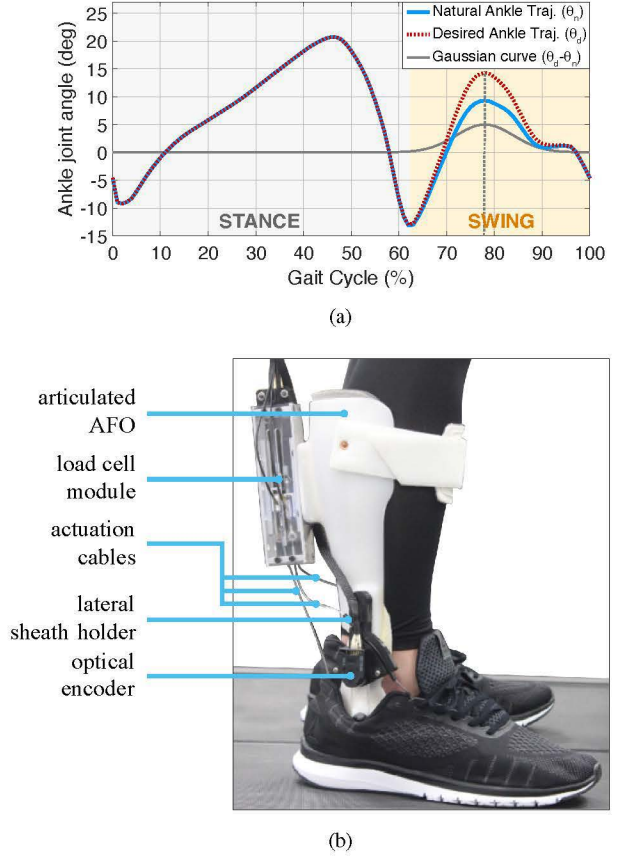 Natural Ankle Traj. (θn)
Desired Ankle Traj. (θd)
Gaussian curve (θd-θn)
25
20
15
10
5
0
-5
-10
-15
Ankle joint angle (deg)
STANCE
SWING
0 10 20 30 40 50 60 70 80 90 100
Gait Cycle (%)
(a)
articulated
AFO
load cell
module
actuation
cables
lateral
sheath holder
optical
encoder
(b)